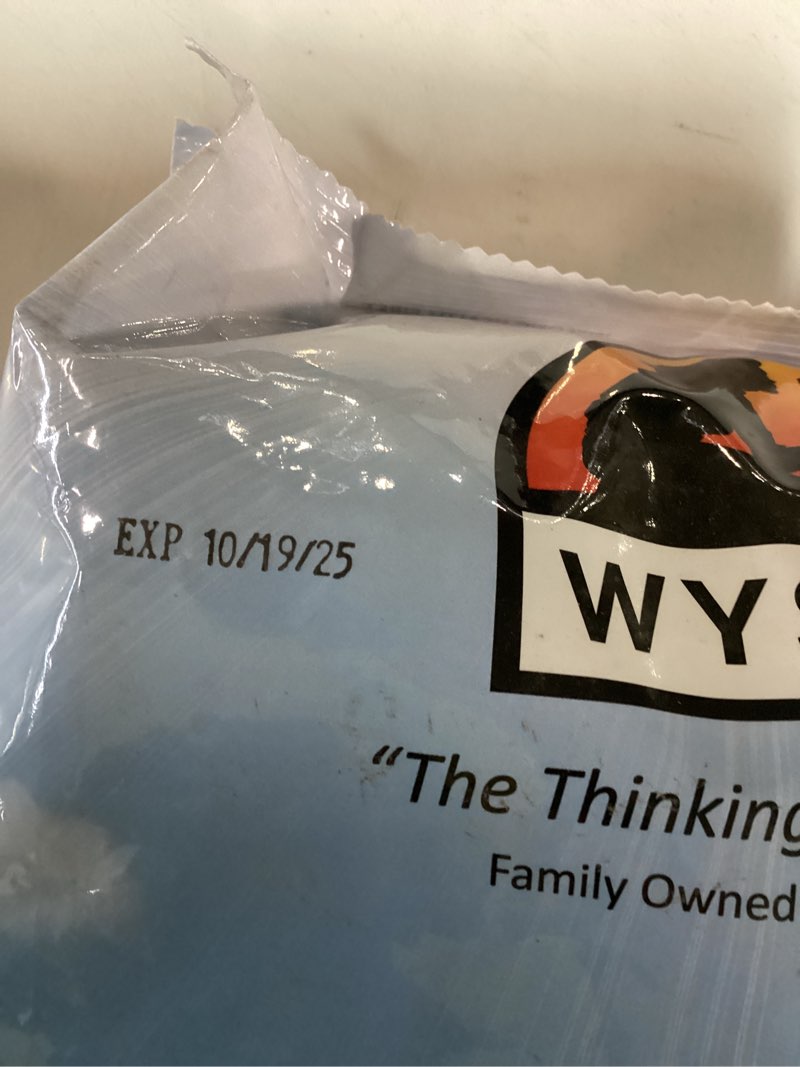 EXP 10/19/25
WYS
"The Thinking
Family Owned